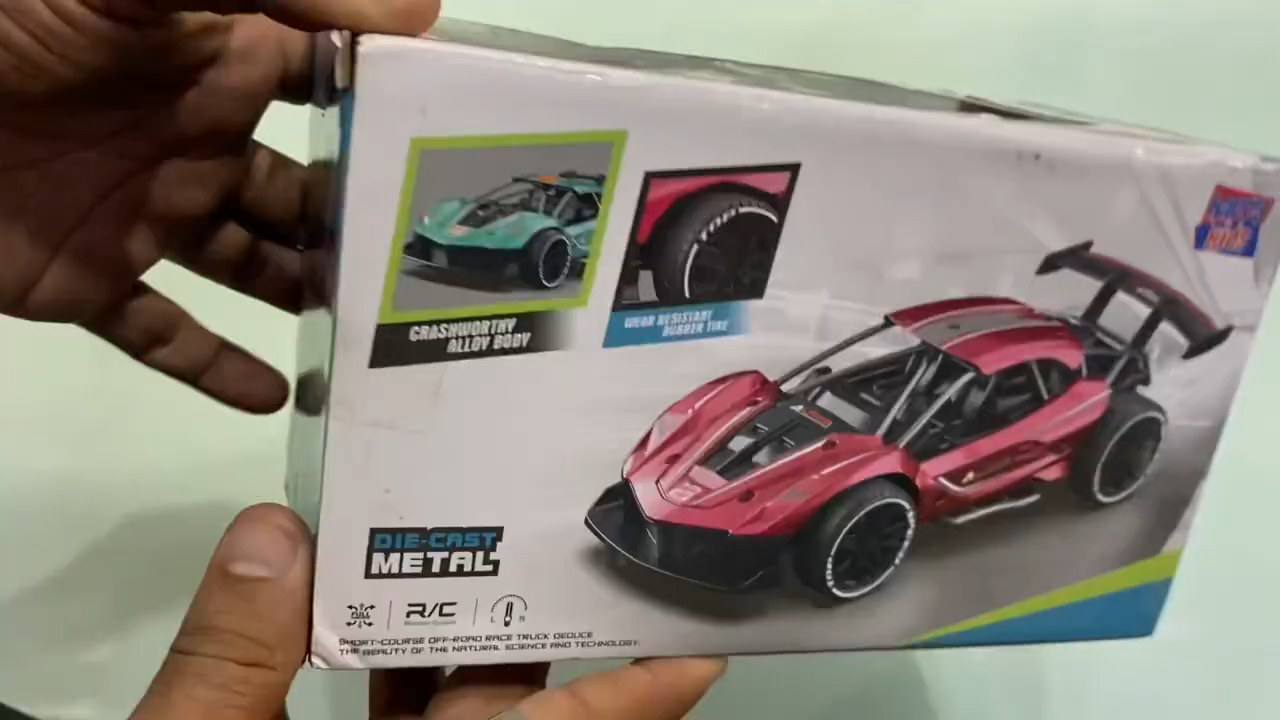 CRASHWORTHY
ALLOY BODY
WEAR RESISTANT
RUBBER TIRE
DIE-CAST
METAL
FULL
R/C
L H
SHORT-COURSE OFF-ROAD RACE TRUCK DEDUCE
THE BEAUTY OF THE NATURAL SCIENCE AND TECHNOLOGY.